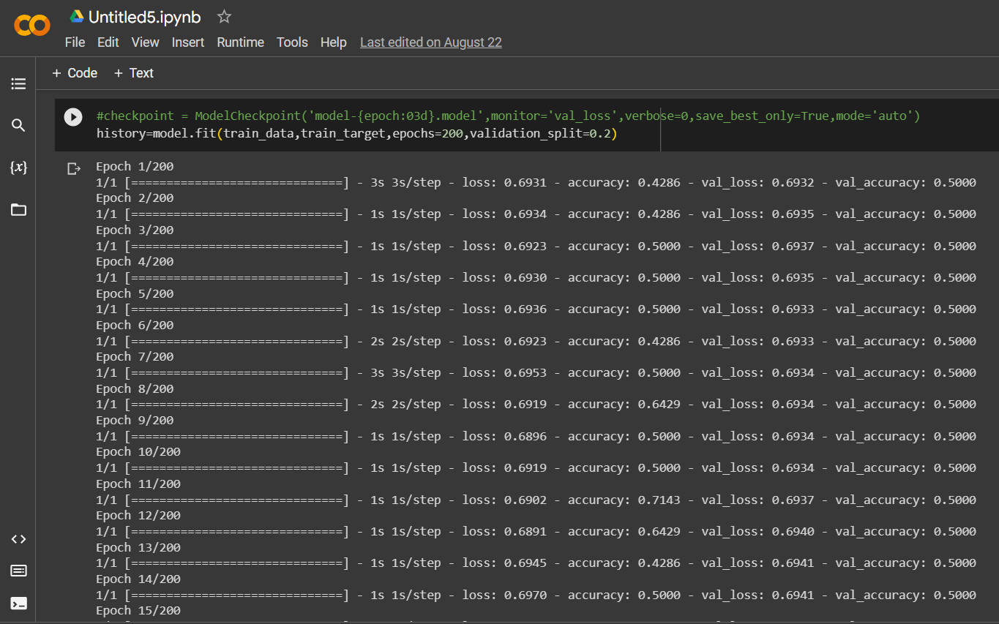 Untitled5.ipynb
File Edit View Insert Runtime Tools Help Last edited on August 22
+ Code + Text
#checkpoint = ModelCheckpoint('model-{epoch:03d}.model',monitor='val_loss',verbose=0,save_best_only=True,mode='auto')
history=model.fit(train_data,train_target,epochs=200,validation_split=0.2)
Epoch 1/200
1/1 [==============================] - 3s 3s/step - loss: 0.6931 - accuracy: 0.4286 - val_loss: 0.6932 - val_accuracy: 0.5000
Epoch 2/200
1/1 [==============================] - 1s 1s/step - loss: 0.6934 - accuracy: 0.4286 - val_loss: 0.6935 - val_accuracy: 0.5000
Epoch 3/200
1/1 [==============================] - 1s 1s/step - loss: 0.6923 - accuracy: 0.5000 - val_loss: 0.6937 - val_accuracy: 0.5000
Epoch 4/200
1/1 [==============================] - 1s 1s/step - loss: 0.6930 - accuracy: 0.5000 - val_loss: 0.6935 - val_accuracy: 0.5000
Epoch 5/200
1/1 [==============================] - 1s 1s/step - loss: 0.6936 - accuracy: 0.5000 - val_loss: 0.6933 - val_accuracy: 0.5000
Epoch 6/200
1/1 [==============================] - 2s 2s/step - loss: 0.6923 - accuracy: 0.4286 - val_loss: 0.6933 - val_accuracy: 0.5000
Epoch 7/200
1/1 [==============================] - 3s 3s/step - loss: 0.6953 - accuracy: 0.5000 - val_loss: 0.6934 - val_accuracy: 0.5000
Epoch 8/200
1/1 [==============================] - 2s 2s/step - loss: 0.6919 - accuracy: 0.6429 - val_loss: 0.6934 - val_accuracy: 0.5000
Epoch 9/200
1/1 [==============================] - 1s 1s/step - loss: 0.6896 - accuracy: 0.5000 - val_loss: 0.6934 - val_accuracy: 0.5000
Epoch 10/200
1/1 [==============================] - 1s 1s/step - loss: 0.6919 - accuracy: 0.5000 - val_loss: 0.6934 - val_accuracy: 0.5000
Epoch 11/200
1/1 [==============================] - 1s 1s/step - loss: 0.6902 - accuracy: 0.7143 - val_loss: 0.6937 - val_accuracy: 0.5000
Epoch 12/200
1/1 [==============================] - 1s 1s/step - loss: 0.6891 - accuracy: 0.6429 - val_loss: 0.6940 - val_accuracy: 0.5000
Epoch 13/200
1/1 [==============================] - 1s 1s/step - loss: 0.6945 - accuracy: 0.4286 - val_loss: 0.6941 - val_accuracy: 0.5000
Epoch 14/200
1/1 [==============================] - 1s 1s/step - loss: 0.6970 - accuracy: 0.5000 - val_loss: 0.6941 - val_accuracy: 0.5000
Epoch 15/200